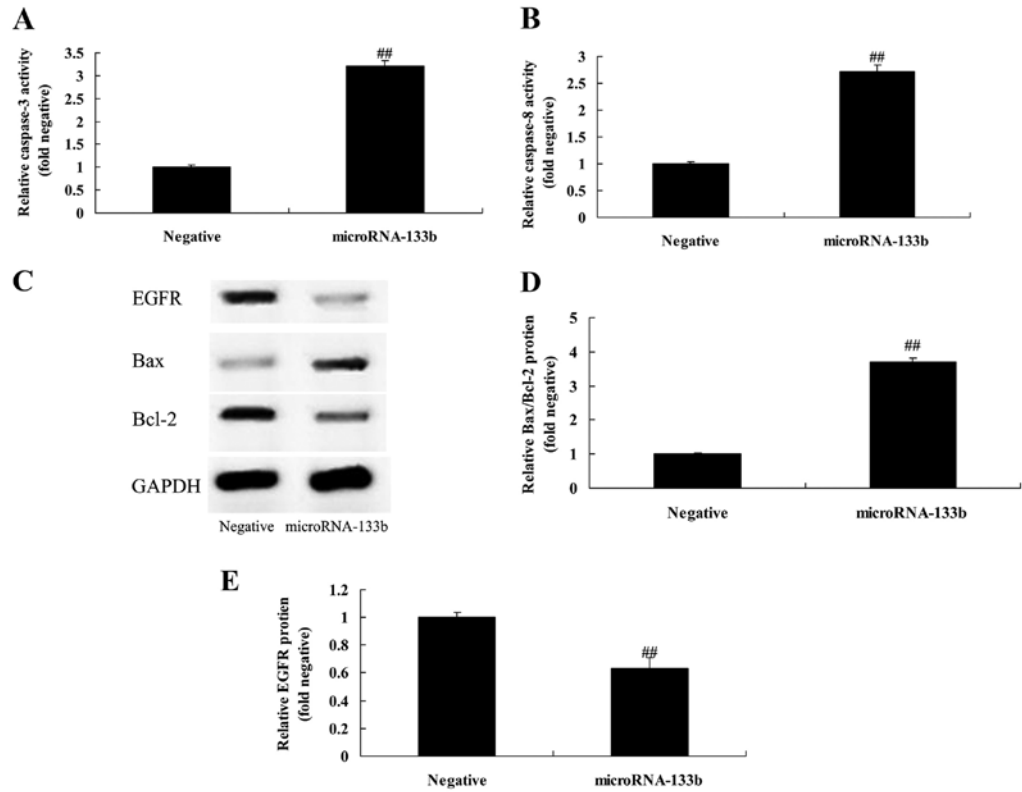 A
Relative caspase-3 activity
(fold negative)
3.5
3
2.5
2
1.5
1
0.5
0
##
Negative
microRNA-133b
B
Relative caspase-8 activity
(fold negative)
3
2.5
2
1.5
1
0.5
0
##
Negative
microRNA-133b
C
EGFR
Bax
Bcl-2
GAPDH
Negative
microRNA-133b
D
Relative Bax/Bcl-2 protien
(fold negative)
5
4
3
2
1
0
##
Negative
microRNA-133b
E
Relative EGFR protien
(fold negative)
1.2
1
0.8
0.6
0.4
0.2
0
##
Negative
microRNA-133b